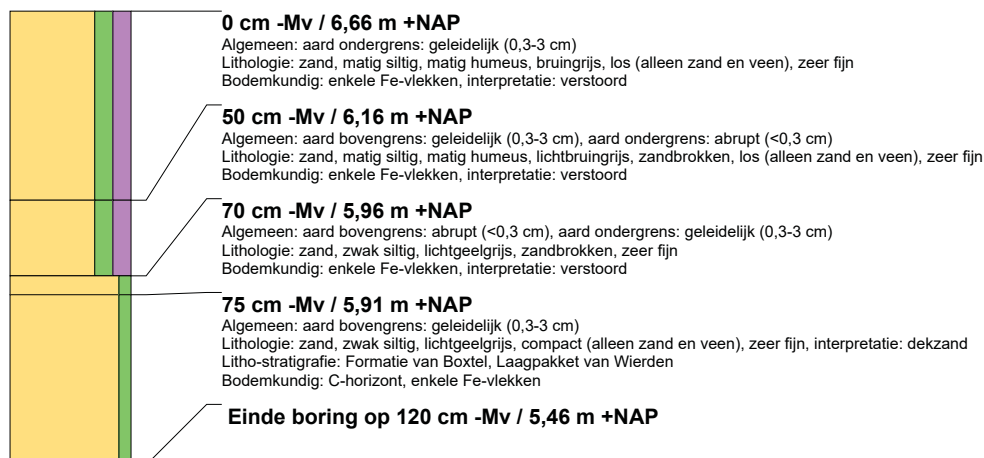 0 cm -Mv / 6,66 m +NAP
Algemeen: aard ondergrens: geleidelijk (0,3-3 cm)
Lithologie: zand, matig siltig, matig humeus, bruingrijs, los (alleen zand en veen), zeer fijn
Bodemkundig: enkele Fe-vlekken, interpretatie: verstoord
50 cm -Mv / 6,16 m +NAP
Algemeen: aard bovengrens: geleidelijk (0,3-3 cm), aard ondergrens: abrupt (<0,3 cm)
Lithologie: zand, matig siltig, matig humeus, lichtbruingrijs, zandbrokken, los (alleen zand en veen), zeer fijn
Bodemkundig: enkele Fe-vlekken, interpretatie: verstoord
70 cm -Mv / 5,96 m +NAP
Algemeen: aard bovengrens: abrupt (<0,3 cm), aard ondergrens: geleidelijk (0,3-3 cm)
Lithologie: zand, zwak siltig, lichtgeelgrijs, zandbrokken, zeer fijn
Bodemkundig: enkele Fe-vlekken, interpretatie: verstoord
75 cm -Mv / 5,91 m +NAP
Algemeen: aard bovengrens: geleidelijk (0,3-3 cm)
Lithologie: zand, zwak siltig, lichtgeelgrijs, compact (alleen zand en veen), zeer fijn, interpretatie: dekzand
Litho-stratigrafie: Formatie van Boxtel, Laagpakket van Wierden
Bodemkundig: C-horizont, enkele Fe-vlekken
Einde boring op 120 cm -Mv / 5,46 m +NAP